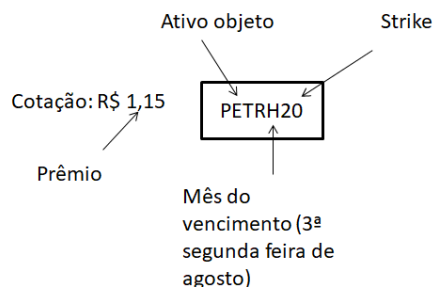 Ativo objeto
Strike
Cotação: R$ 1,15
PETRH20
Prêmio
Mês do
vencimento (3ª
segunda feira de
agosto)